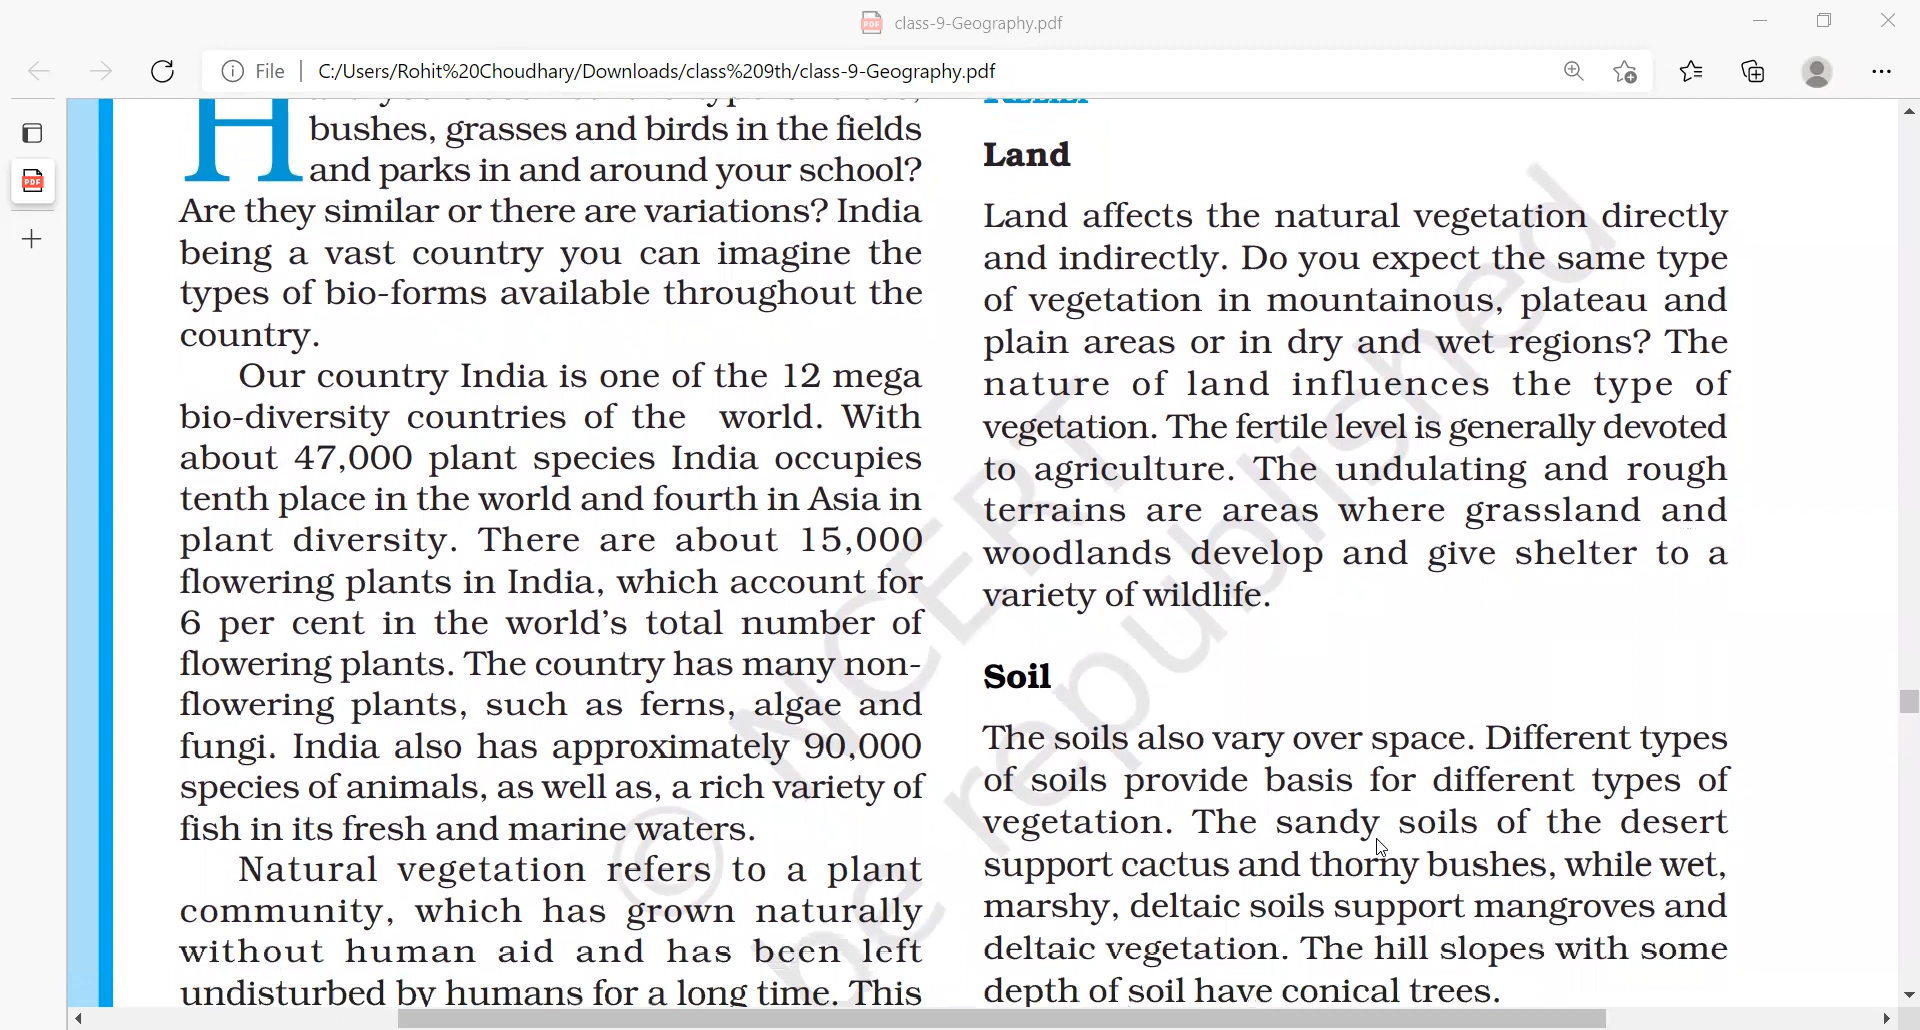 class-9-Geography.pdf
File
C:/Users/Rohit%20Choudhary/Downloads/class%209th/class-9-Geography.pdf
H
bushes, grasses and birds in the fields
and parks in and around your school?
Are they similar or there are variations? India
being a vast country you can imagine the
types of bio-forms available throughout the
country.
Our country India is one of the 12 mega
bio-diversity countries of the world. With
about 47,000 plant species India occupies
tenth place in the world and fourth in Asia in
plant diversity. There are about 15,000
flowering plants in India, which account for
6 per cent in the world's total number of
flowering plants. The country has many non-
flowering plants, such as ferns, algae and
fungi. India also has approximately 90,000
species of animals, as well as, a rich variety of
fish in its fresh and marine waters.
Natural vegetation refers to a plant
community, which has grown naturally
without human aid and has been left
undisturbed by humans for a long time. This
Land
Land affects the natural vegetation directly
and indirectly. Do you expect the same type
of vegetation in mountainous, plateau and
plain areas or in dry and wet regions? The
nature of land influences the type of
vegetation. The fertile level is generally devoted
to agriculture. The undulating and rough
terrains are areas where grassland and
woodlands develop and give shelter to a
variety of wildlife.
Soil
The soils also vary over space. Different types
of soils provide basis for different types of
vegetation. The sandy soils of the desert
support cactus and thorny bushes, while wet,
marshy, deltaic soils support mangroves and
deltaic vegetation. The hill slopes with some
depth of soil have conical trees.
© NCERT
be republished